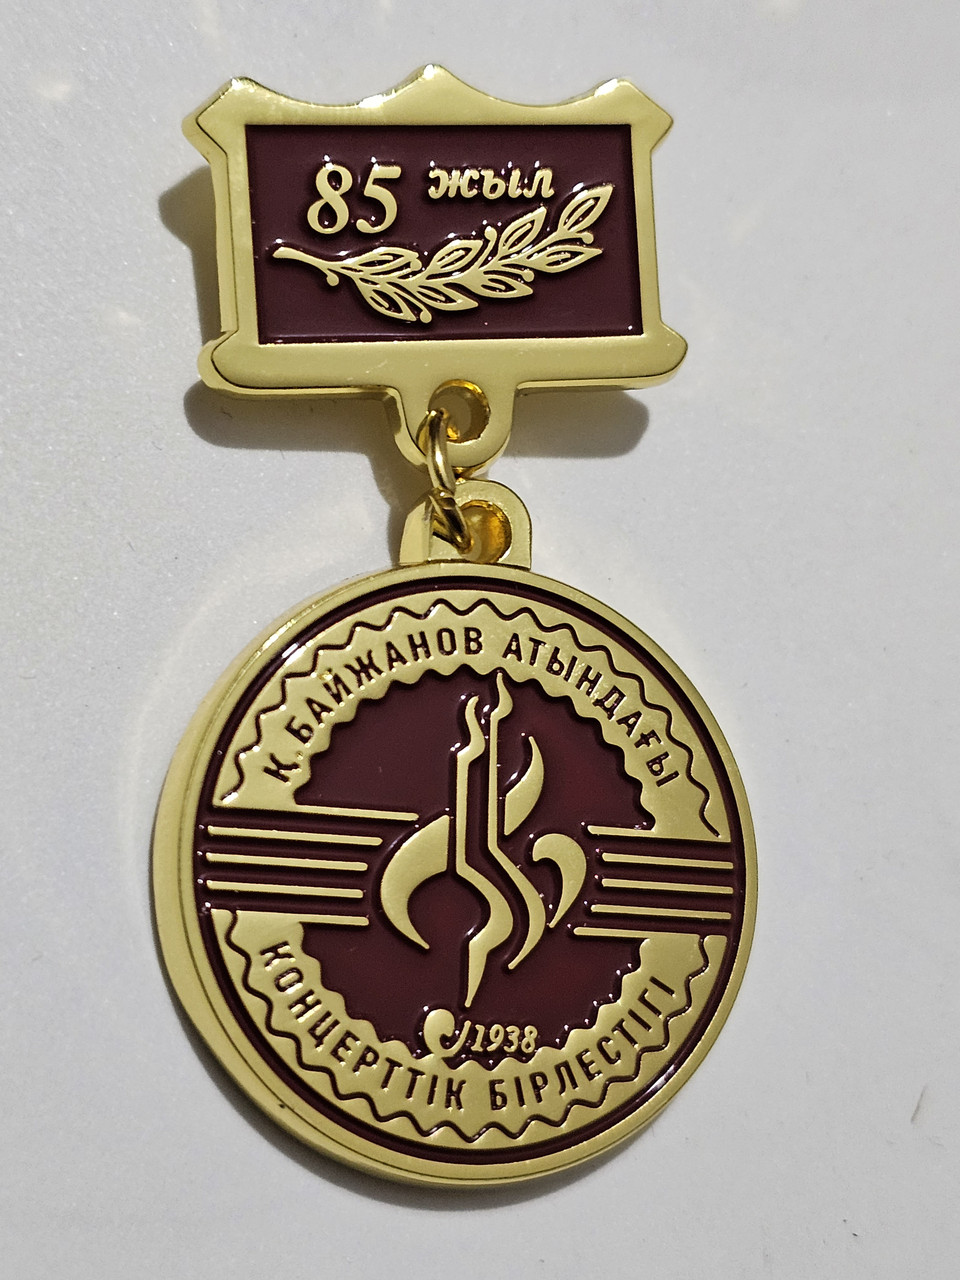 85 жыл
Қ. БАЙЖАНОВ АТЫНДАҒЫ
1938
КОНЦЕРТТІК БІРЛЕСТІГІ